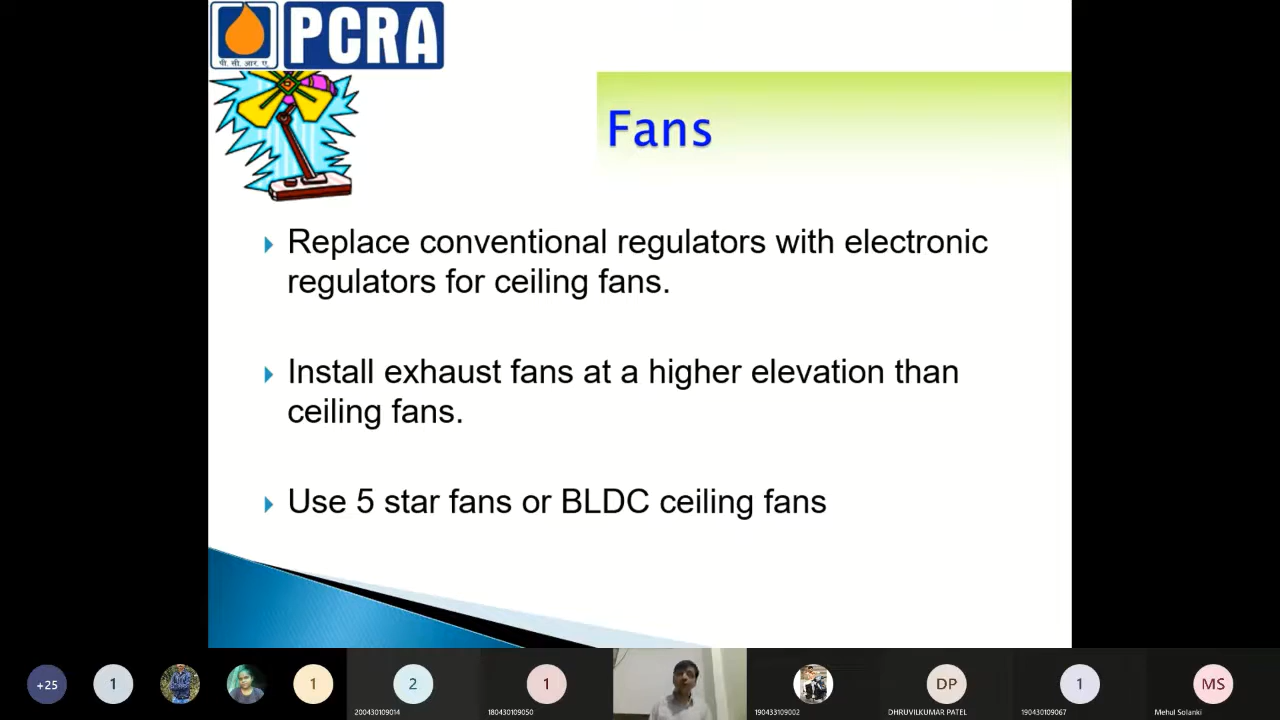 PCRA
पी. सी. आर. ए.
Fans
Replace conventional regulators with electronic
regulators for ceiling fans.
Install exhaust fans at a higher elevation than
ceiling fans.
Use 5 star fans or BLDC ceiling fans
+25
1
1
2
1
DP
1
MS
200430109014
180430109050
190433109002
DHRUVILKUMAR PATEL
190430109067
Mehul Solanki